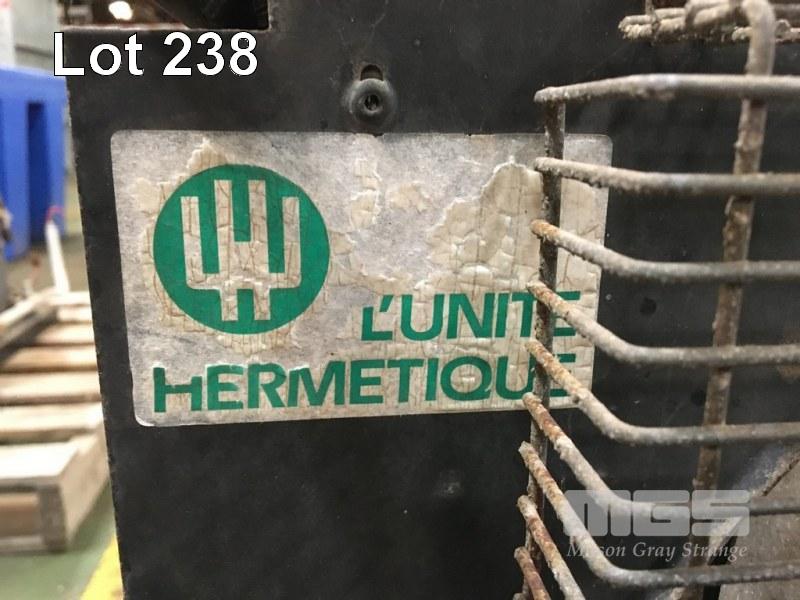 Lot 238
L'UNITE
HERMETIQUE
MGS
Mason Gray Strange